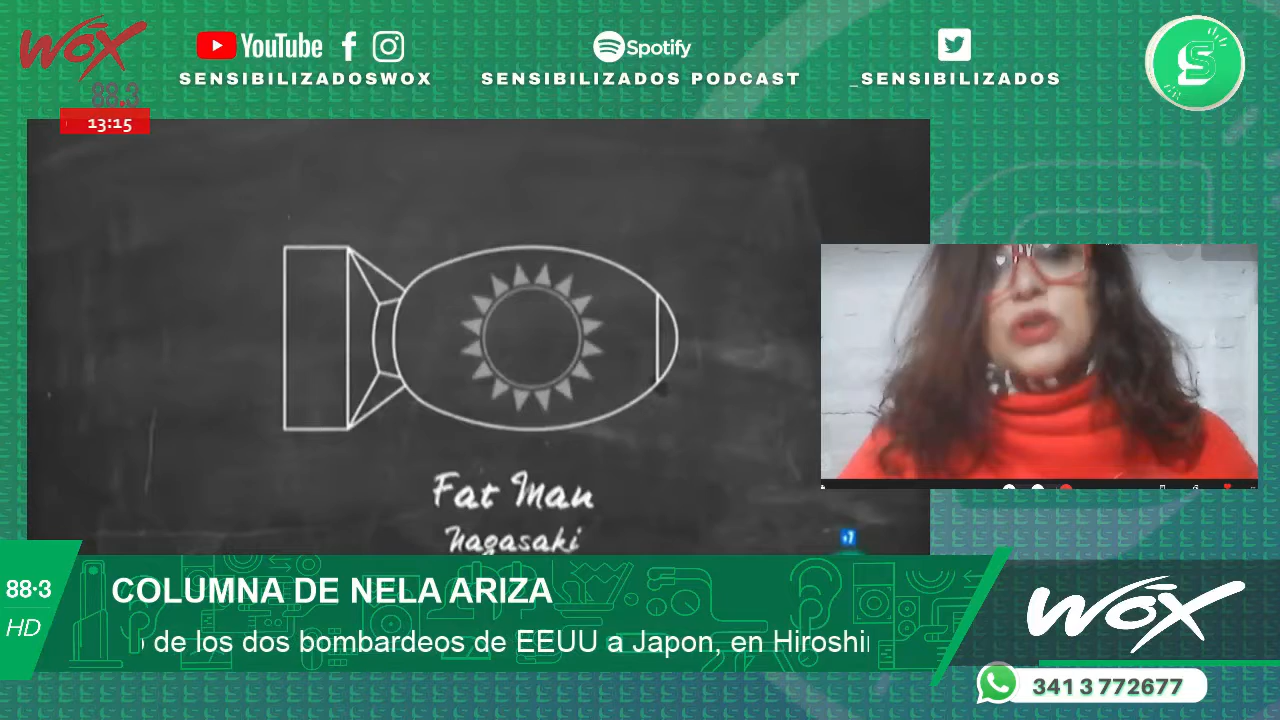 WOX
88.3
13:15
YouTube
SENSIBILIZADOSWOX
Spotify
SENSIBILIZADOS PODCAST
_SENSIBILIZADOS
S
Fat Man
Nagasaki
88·3
HD
COLUMNA DE NELA ARIZA
de los dos bombardeos de EEUU a Japon, en
WOX
341 3 772677